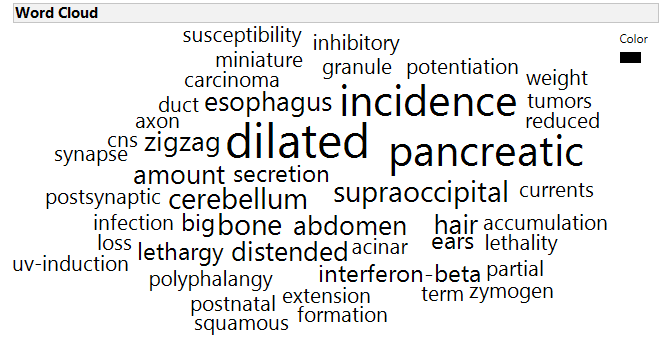 Word Cloud
Color
susceptibility
inhibitory
miniature
granule
potentiation
carcinoma
weight
duct
esophagus
incidence
tumors
axon
reduced
cns
zigzag
dilated
pancreatic
synapse
amount
secretion
postsynaptic
cerebellum
supraoccipital
currents
infection
big
bone
abdomen
hair
accumulation
loss
lethargy
distended
acinar
ears
lethality
uv-induction
polyphalangy
interferon-beta
partial
postnatal
extension
term
zymogen
squamous
formation